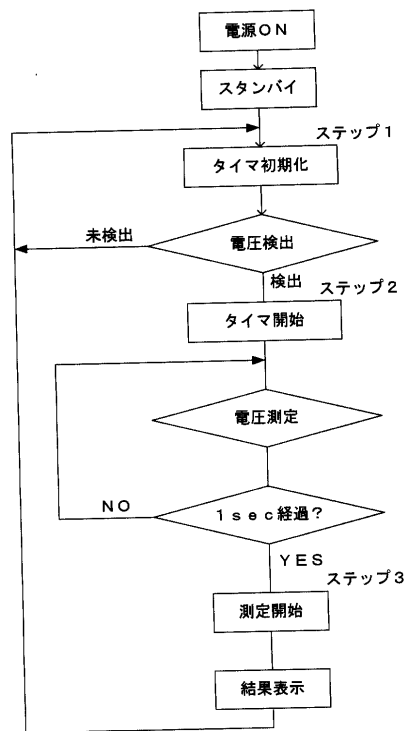 電源ON
スタンバイ
ステップ1
タイマ初期化
未検出
電圧検出
検出
ステップ2
タイマ開始
電圧測定
NO
1sec経過?
YES
ステップ3
測定開始
結果表示